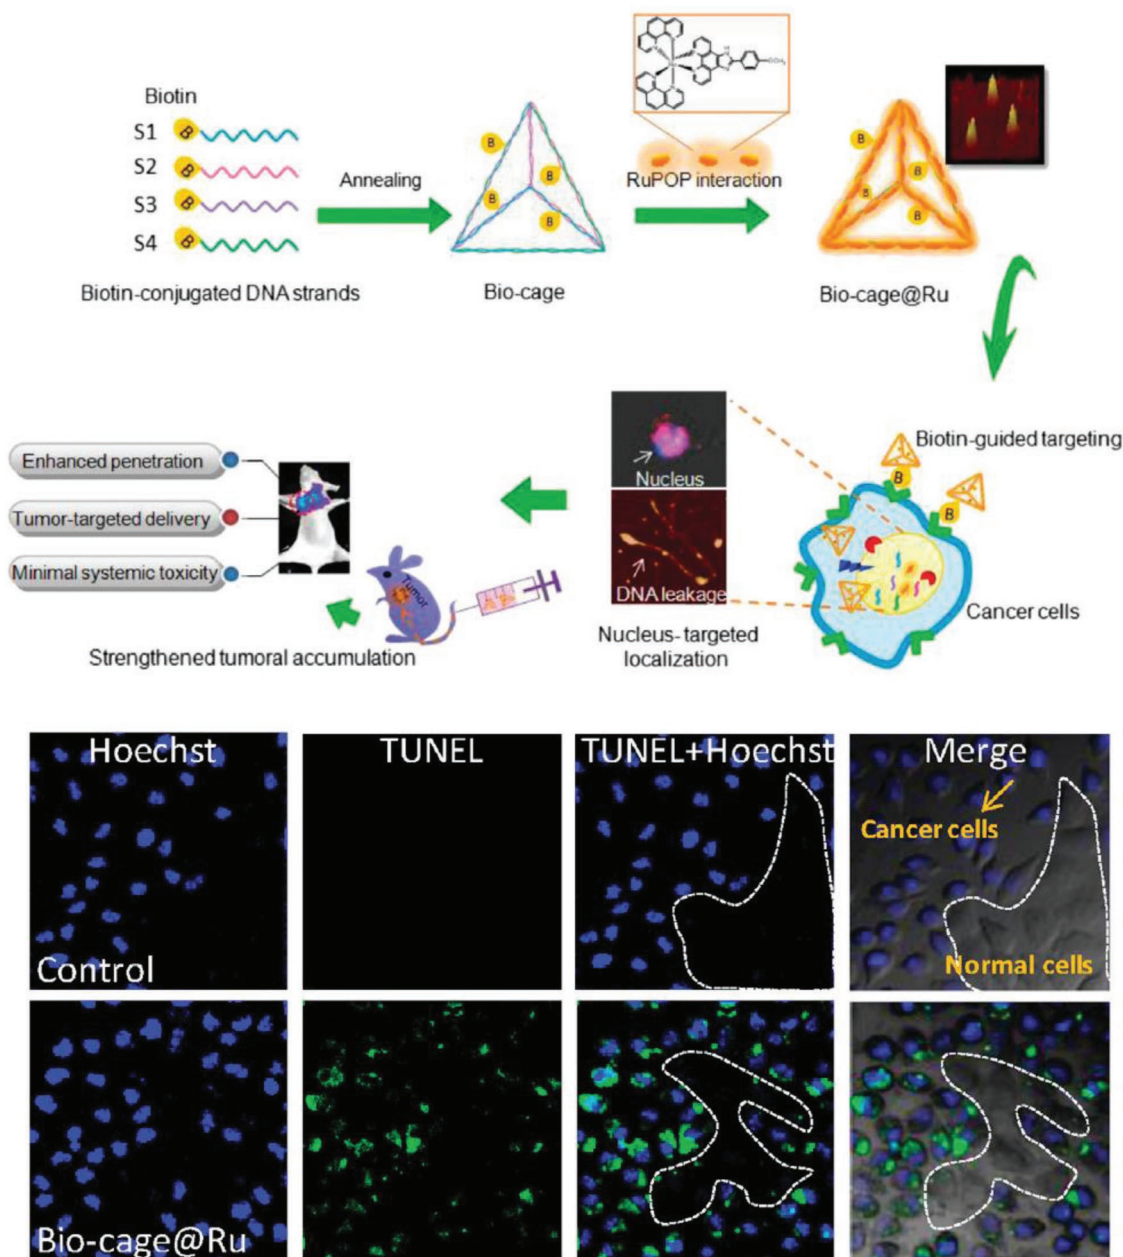 Biotin
S1
B
S2
B
S3
B
S4
B
Biotin-conjugated DNA strands
Annealing
B
B
B
B
Bio-cage
RuPOP interaction
B
B
B
B
Bio-cage@Ru
Biotin-guided targeting
B
B
Cancer cells
Nucleus
DNA leakage
Nucleus-targeted
localization
Enhanced penetration
Tumor-targeted delivery
Minimal systemic toxicity
Tumor
Strengthened tumoral accumulation
Hoechst
TUNEL
TUNEL+Hoechst
Merge
Cancer cells
Normal cells
Control
Bio-cage@Ru